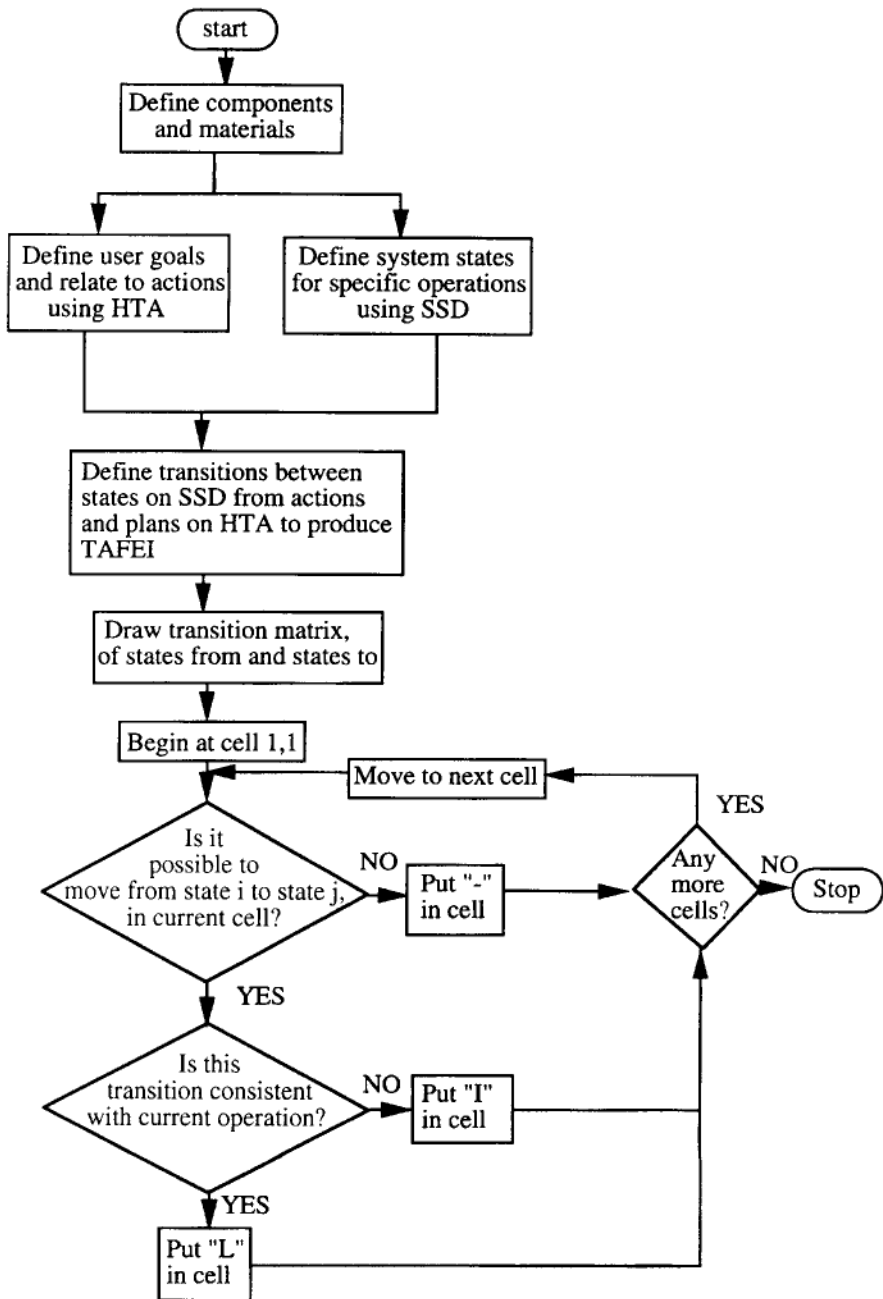 start
Define components
and materials
Define user goals
and relate to actions
using HTA
Define system states
for specific operations
using SSD
Define transitions between
states on SSD from actions
and plans on HTA to produce
TAFEI
Draw transition matrix,
of states from and states to
Begin at cell 1,1
Move to next cell
YES
Is it
possible to
move from state i to state j,
in current cell?
NO
Put "-"
in cell
Any
more
cells?
NO
Stop
YES
Is this
transition consistent
with current operation?
NO
Put "I"
in cell
YES
Put "L"
in cell